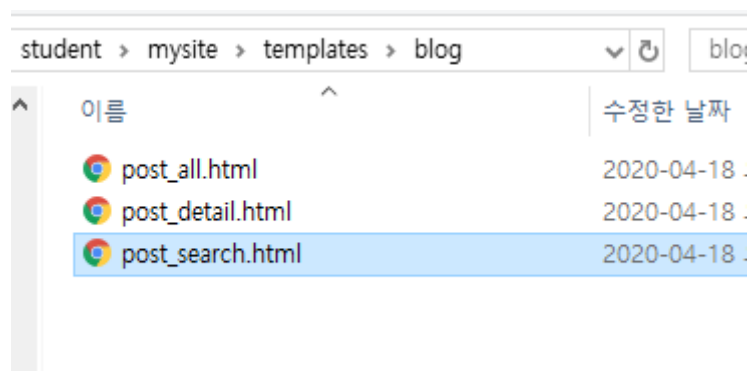 student > mysite > templates > blog blog
이름 수정한 날짜
post_all.html 2020-04-18
post_detail.html 2020-04-18
post_search.html 2020-04-18